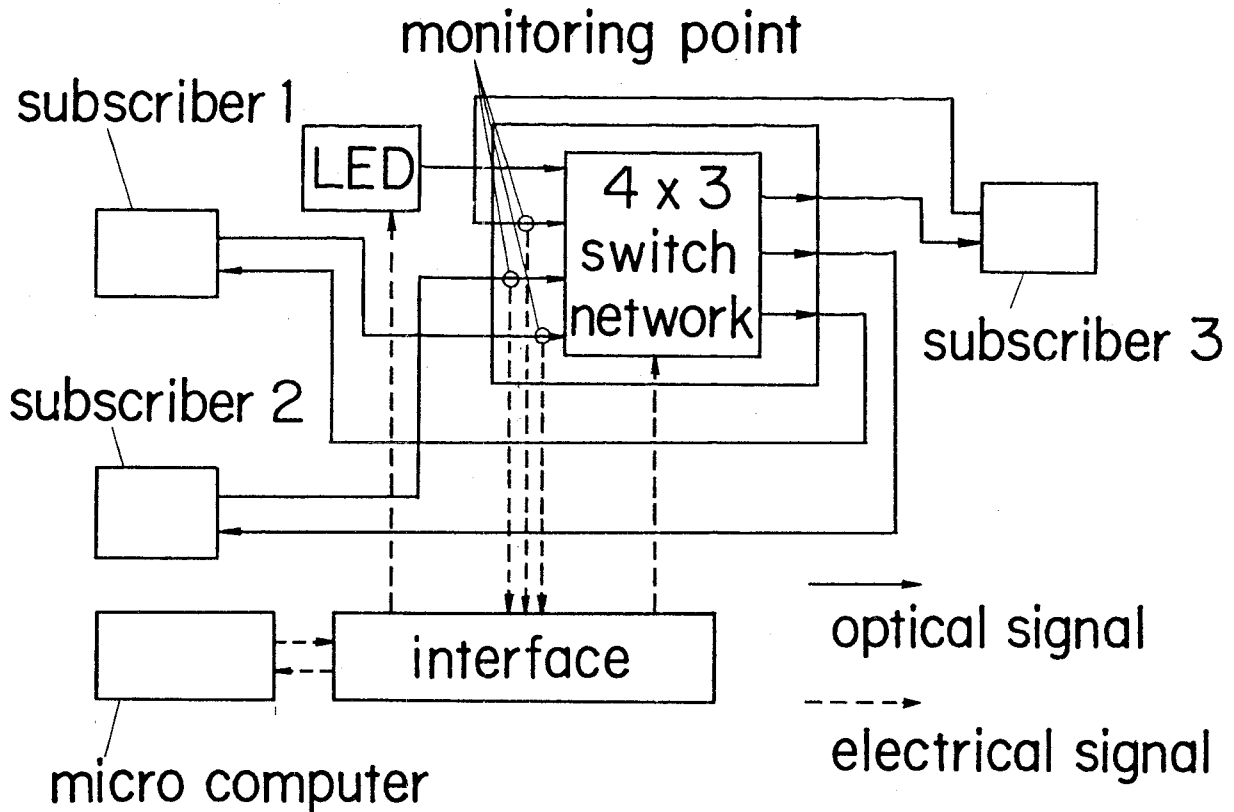 monitoring point
subscriber 1
LED
4 x 3
switch
network
subscriber 3
subscriber 2
interface
optical signal
electrical signal
micro computer